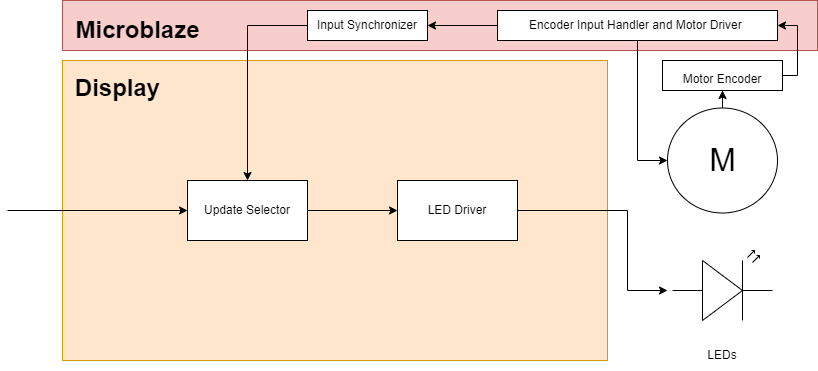 Microblaze
Input Synchronizer
Encoder Input Handler and Motor Driver
Display
Motor Encoder
M
Update Selector
LED Driver
LEDs